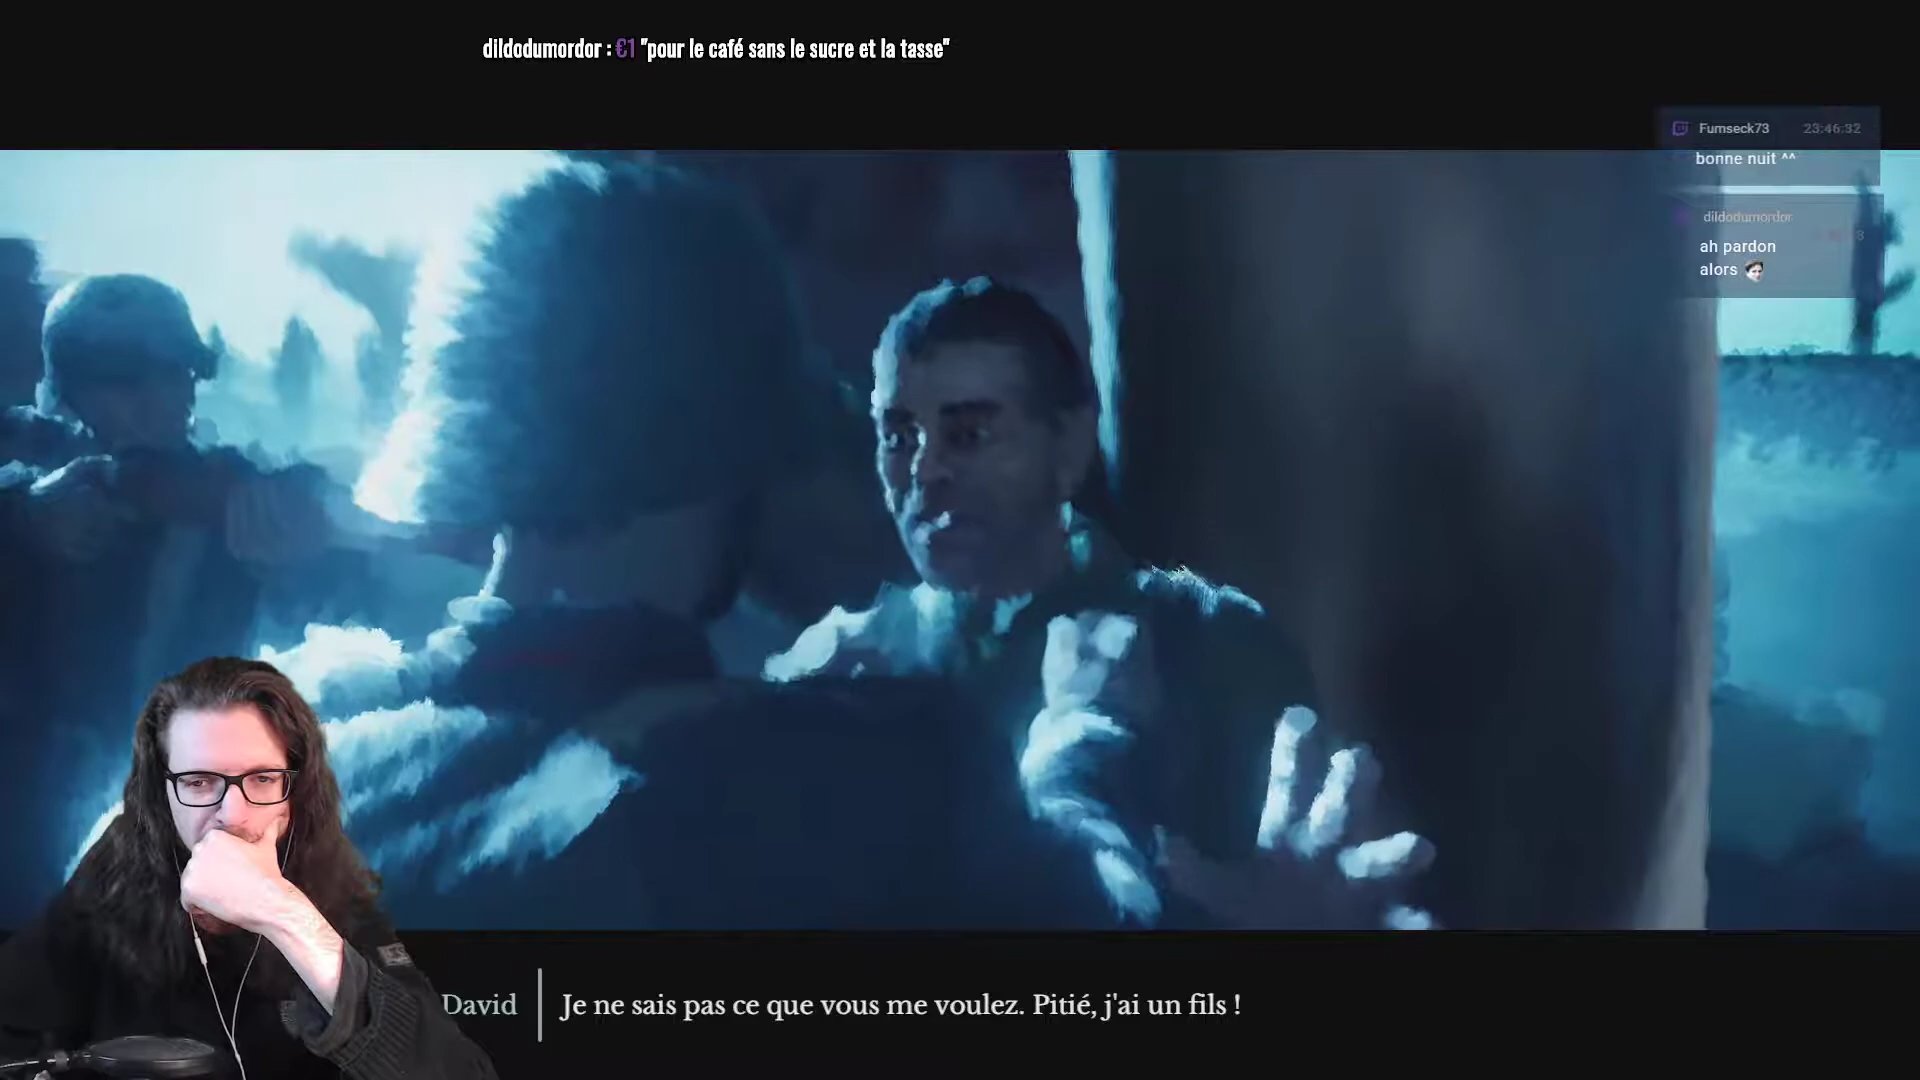 dildodumordor : €1 "pour le café sans le sucre et la tasse"
Fumseck73 23:46:32
bonne nuit ^^
dildodumordor
ah pardon
alors
David
Je ne sais pas ce que vous me voulez. Pitié, j'ai un fils !